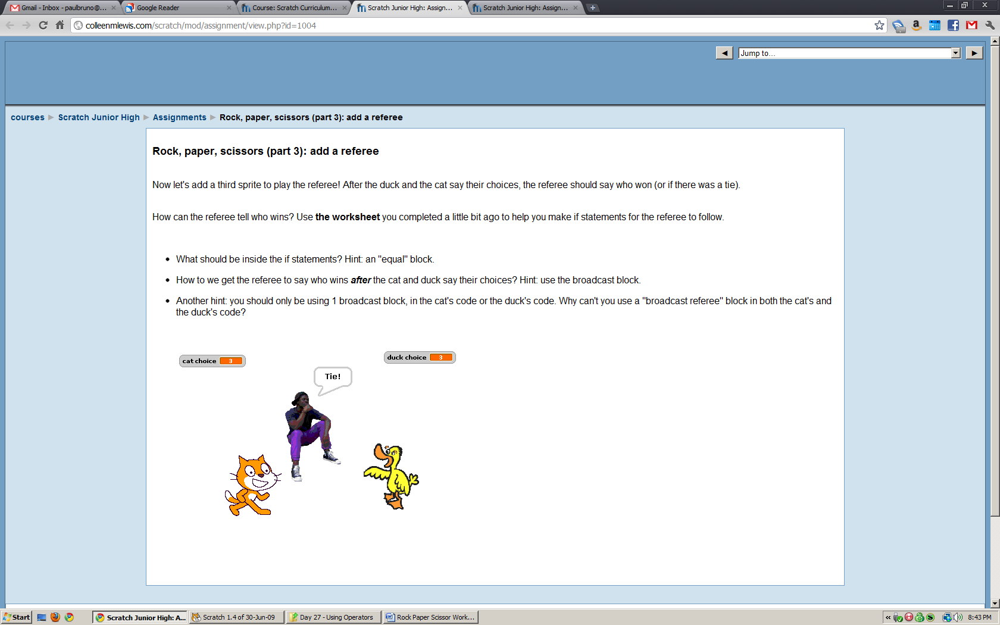 Gmail - Inbox - paulbruno@...
Google Reader
Course: Scratch Curriculum...
Scratch Junior High: Assign...
Scratch Junior High: Assign...
colleenmlewis.com/scratch/mod/assignment/view.php?id=1004
Jump to...
courses ► Scratch Junior High ► Assignments ► Rock, paper, scissors (part 3): add a referee
Rock, paper, scissors (part 3): add a referee
Now let's add a third sprite to play the referee! After the duck and the cat say their choices, the referee should say who won (or if there was a tie).
How can the referee tell who wins? Use the worksheet you completed a little bit ago to help you make if statements for the referee to follow.
• What should be inside the if statements? Hint: an "equal" block.
• How to we get the referee to say who wins after the cat and duck say their choices? Hint: use the broadcast block.
• Another hint: you should only be using 1 broadcast block, in the cat's code or the duck's code. Why can't you use a "broadcast referee" block in both the cat's and
the duck's code?
cat choice 3
duck choice 3
Tie!
Start
Scratch Junior High: A...
Scratch 1.4 of 30-Jun-09
Day 27 - Using Operators
Rock Paper Scissor Work...
8:43 PM